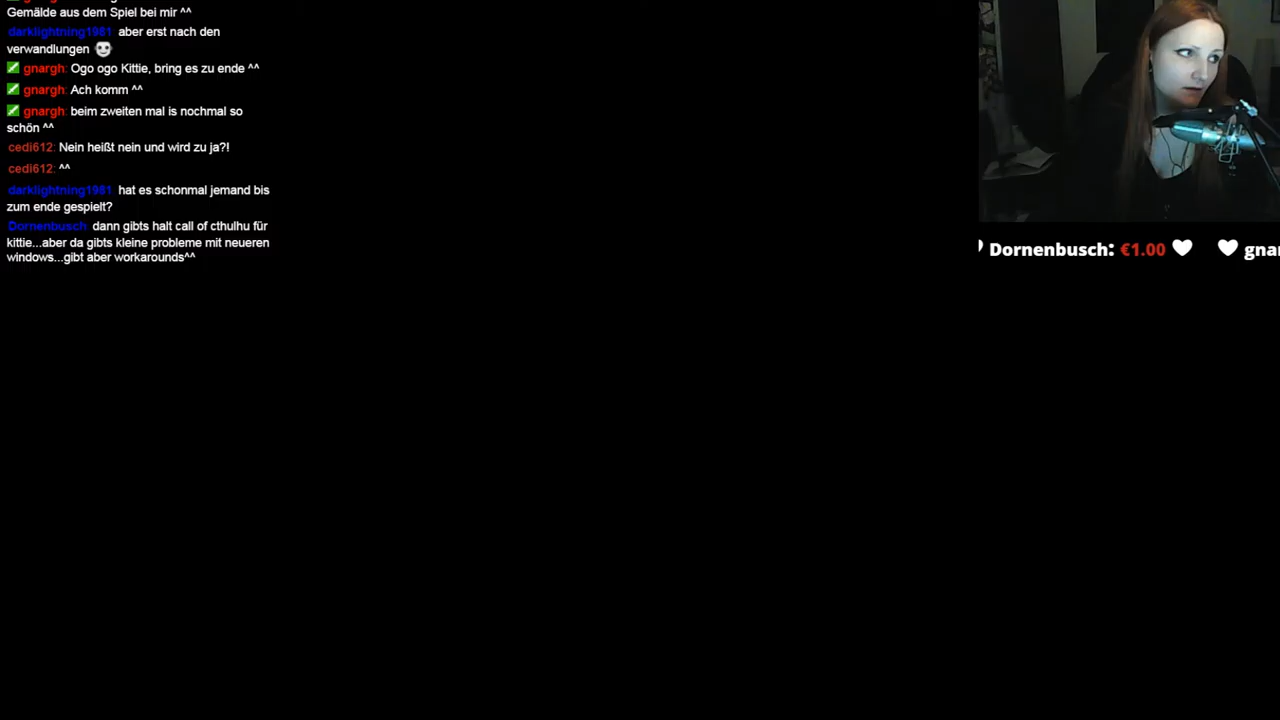 Gemälde aus dem Spiel bei mir ^^
darklightning1981 aber erst nach den
verwandlungen
gnargh: Ogo ogo Kittie, bring es zu ende ^^
gnargh: Ach komm ^^
gnargh: beim zweiten mal is nochmal so
schön ^^
cedi612: Nein heißt nein und wird zu ja?!
cedi612: ^^
darklightning1981 hat es schonmal jemand bis
zum ende gespielt?
Dornenbusch dann gibts halt call of cthulhu für
kittie...aber da gibts kleine probleme mit neueren
windows...gibt aber workarounds^^
Dornenbusch: €1.00 gnar